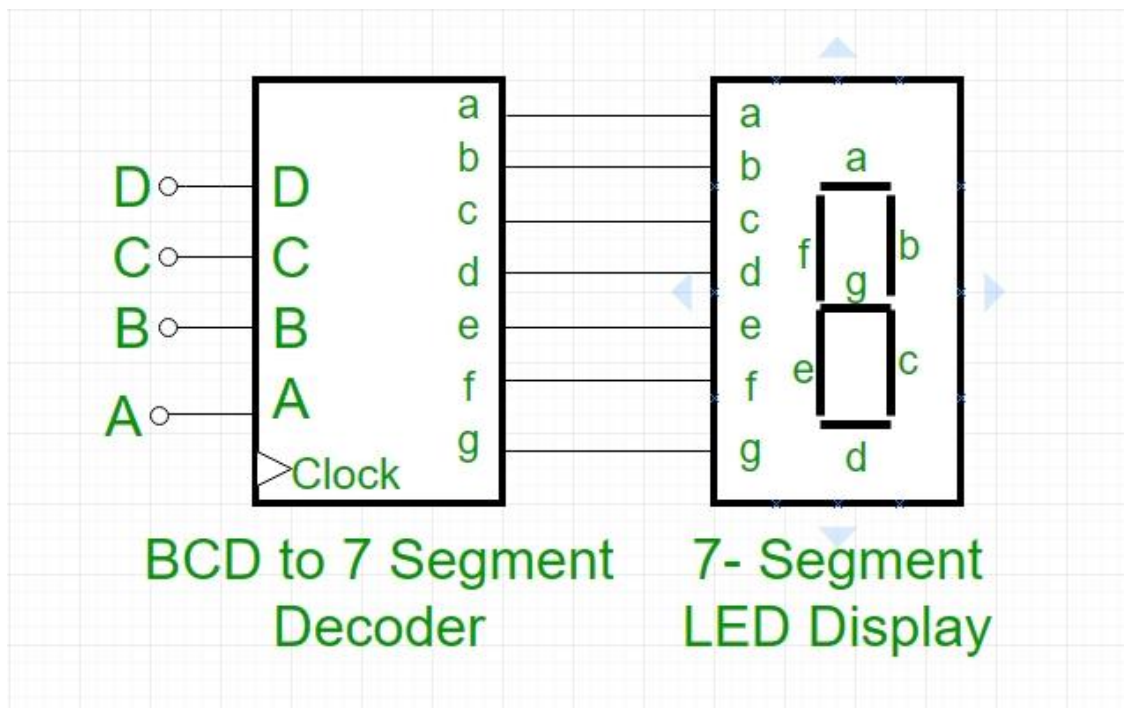 a
b
c
d
e
f
g
D
C
B
A
D
C
B
A
Clock
a
b
c
d
e
f
g
a
f
b
g
e
c
d
BCD to 7 Segment
Decoder
7- Segment
LED Display